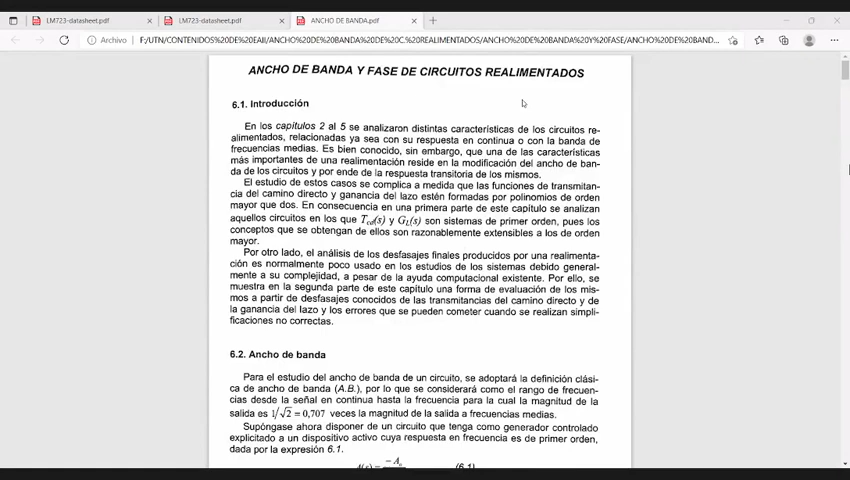 LM723-datasheet.pdf
LM723-datasheet.pdf
ANCHO DE BANDA.pdf
Archivo
F:/UTN/CONTENIDOS%20DE%20EAII/ANCHO%20DE%20BANDA%20DE%20C.%20REALIMENTADOS/ANCHO%20DE%20BANDA%20Y%20FASE/ANCHO%20DE%20BAND...
ANCHO DE BANDA Y FASE DE CIRCUITOS REALIMENTADOS
6.1. Introducción
En los capítulos 2 al 5 se analizaron distintas características de los circuitos re-
alimentados, relacionadas ya sea con su respuesta en continua o con la banda de
frecuencias medias. Es bien conocido, sin embargo, que una de las características
más importantes de una realimentación reside en la modificación del ancho de ban-
da de los circuitos y por ende de la respuesta transitoria de los mismos.
El estudio de estos casos se complica a medida que las funciones de transmitan-
cia del camino directo y ganancia del lazo estén formadas por polinomios de orden
mayor que dos. En consecuencia en una primera parte de este capítulo se analizan
aquellos circuitos en los que y G_L(s) son sistemas de primer orden, pues los
conceptos que se obtengan de ellos son razonablemente extensibles a los de orden
mayor.
Por otro lado, el análisis de los desfasajes finales producidos por una realimenta-
ción es normalmente poco usado en los estudios de los sistemas debido general-
mente a su complejidad, a pesar de la ayuda computacional existente. Por ello, se
muestra en la segunda parte de este capítulo una forma de evaluación de los mis-
mos a partir de desfasajes conocidos de las transmitancias del camino directo y de
la ganancia del lazo y los errores que se pueden cometer cuando se realizan simpli-
ficaciones no correctas.
6.2. Ancho de banda
Para el estudio del ancho de banda de un circuito, se adoptará la definición clási-
ca de ancho de banda (A.B.), por lo que se considerará como el rango de frecuen-
cias desde la señal en continua hasta la frecuencia para la cual la magnitud de la
salida es 1/√2 = 0,707 veces la magnitud de la salida a frecuencias medias.
Supóngase ahora disponer de un circuito que tenga como generador controlado
explicitado a un dispositivo activo cuya respuesta en frecuencia es de primer orden,
dada por la expresión 6.1.
A(s) = − A₀ (6.1)